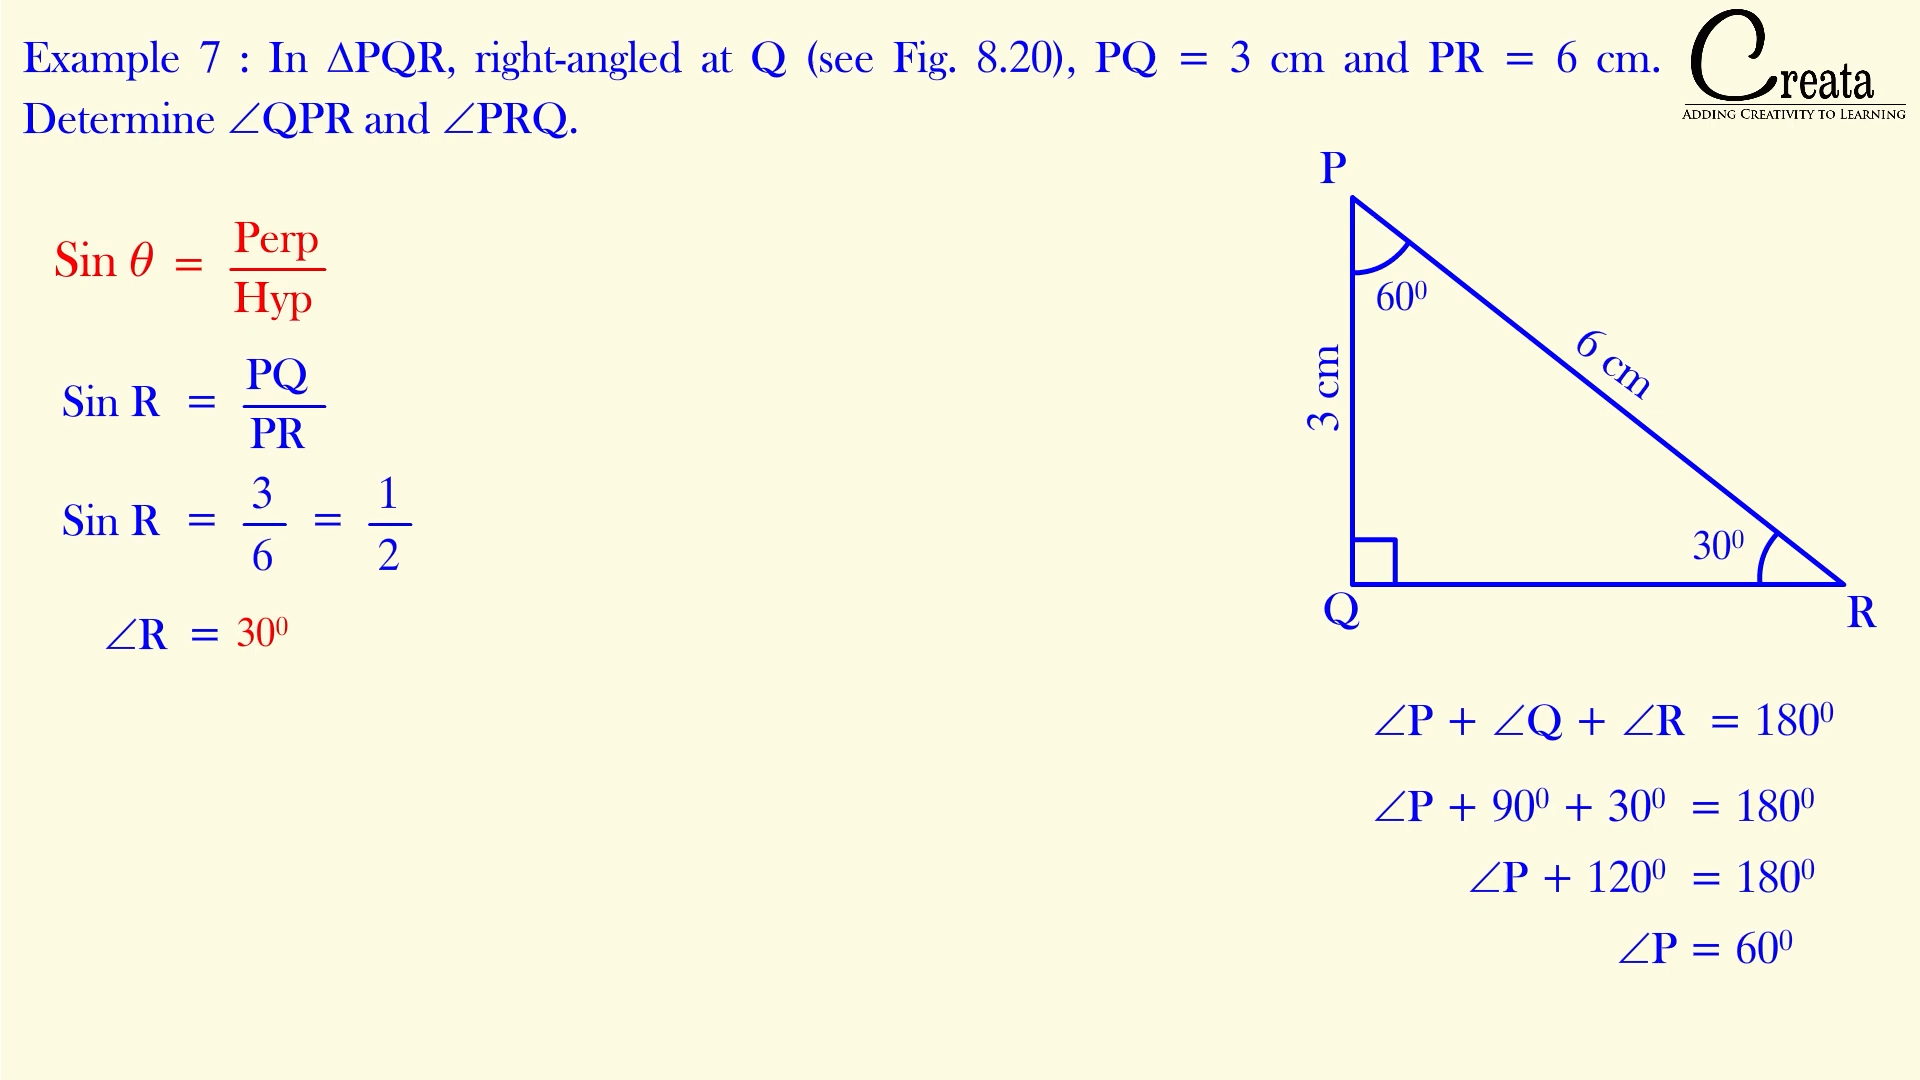 Example 7 : In ΔPQR, right-angled at Q (see Fig. 8.20), PQ = 3 cm and PR = 6 cm.
Determine ∠QPR and ∠PRQ.
Creata
ADDING CREATIVITY TO LEARNING
Sin θ = Perp / Hyp
Sin R = PQ / PR
Sin R = 3 / 6 = 1 / 2
∠R = 30⁰
P
60⁰
3 cm
6 cm
30⁰
Q
R
∠P + ∠Q + ∠R = 180⁰
∠P + 90⁰ + 30⁰ = 180⁰
∠P + 120⁰ = 180⁰
∠P = 60⁰